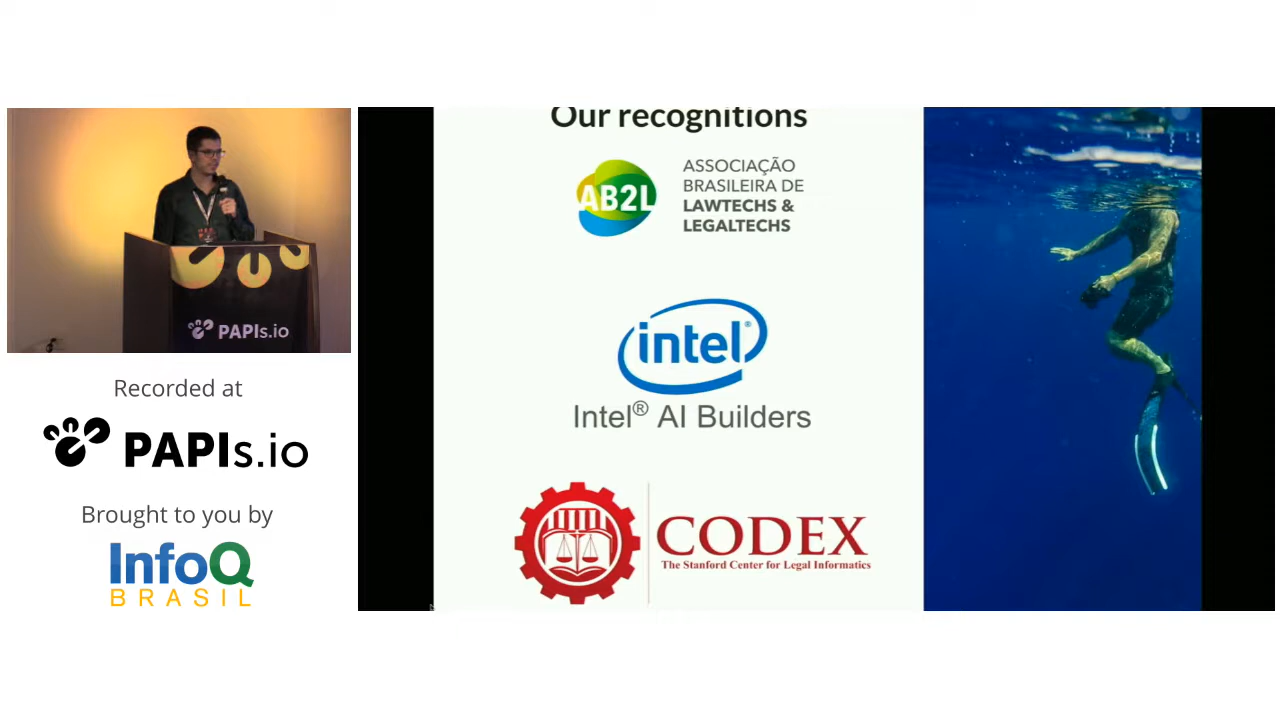 PAPIs.io
Recorded at
PAPIs.io
Brought to you by
InfoQ
BRASIL
Our recognitions
AB2L
ASSOCIAÇÃO
BRASILEIRA DE
LAWTECHS &
LEGALTECHS
intel®
Intel® AI Builders
CODEX
The Stanford Center for Legal Informatics